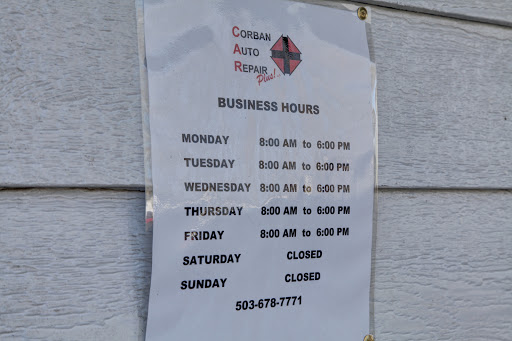 CORBAN
AUTO
REPAIR
Plus!
BUSINESS HOURS
MONDAY 8:00 AM to 6:00 PM
TUESDAY 8:00 AM to 6:00 PM
WEDNESDAY 8:00 AM to 6:00 PM
THURSDAY 8:00 AM to 6:00 PM
FRIDAY 8:00 AM to 6:00 PM
SATURDAY CLOSED
SUNDAY CLOSED
503-678-7771